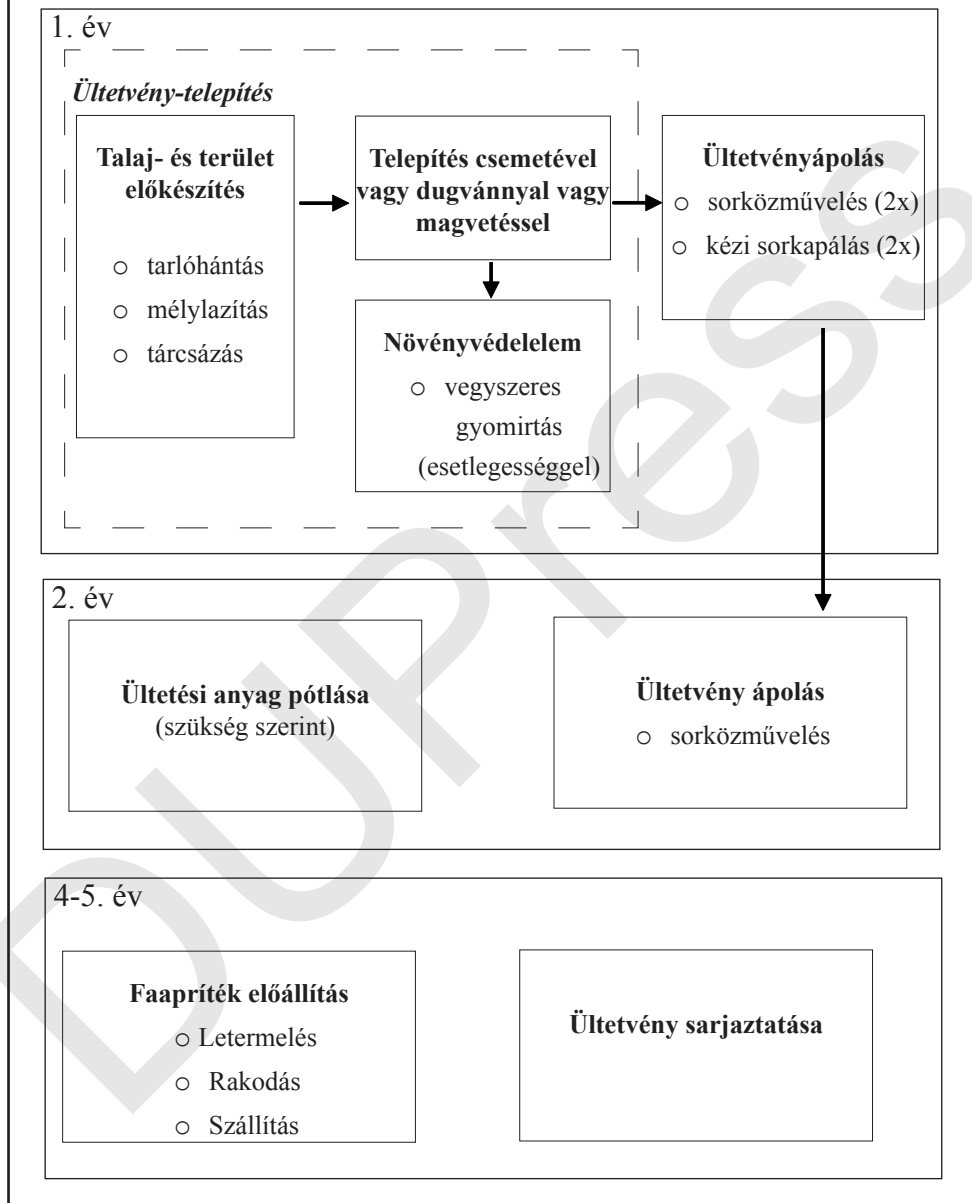 1. év
Ültetvény-telepítés
Talaj- és terület
előkészítés
o tarlóhántás
o mélylazítás
o tárcsázás
Telepítés csemetével
vagy dugvánnyal vagy
magvetéssel
Növényvédelelem
o vegyszeres
gyomirtás
(esetlegességgel)
Ültetvényápolás
o sorközművelés (2x)
o kézi sorkapálás (2x)
2. év
Ültetési anyag pótlása
(szükség szerint)
Ültetvény ápolás
o sorközművelés
4-5. év
Faapríték előállítás
o Letermelés
o Rakodás
o Szállítás
Ültetvény sarjaztatása
DUPress